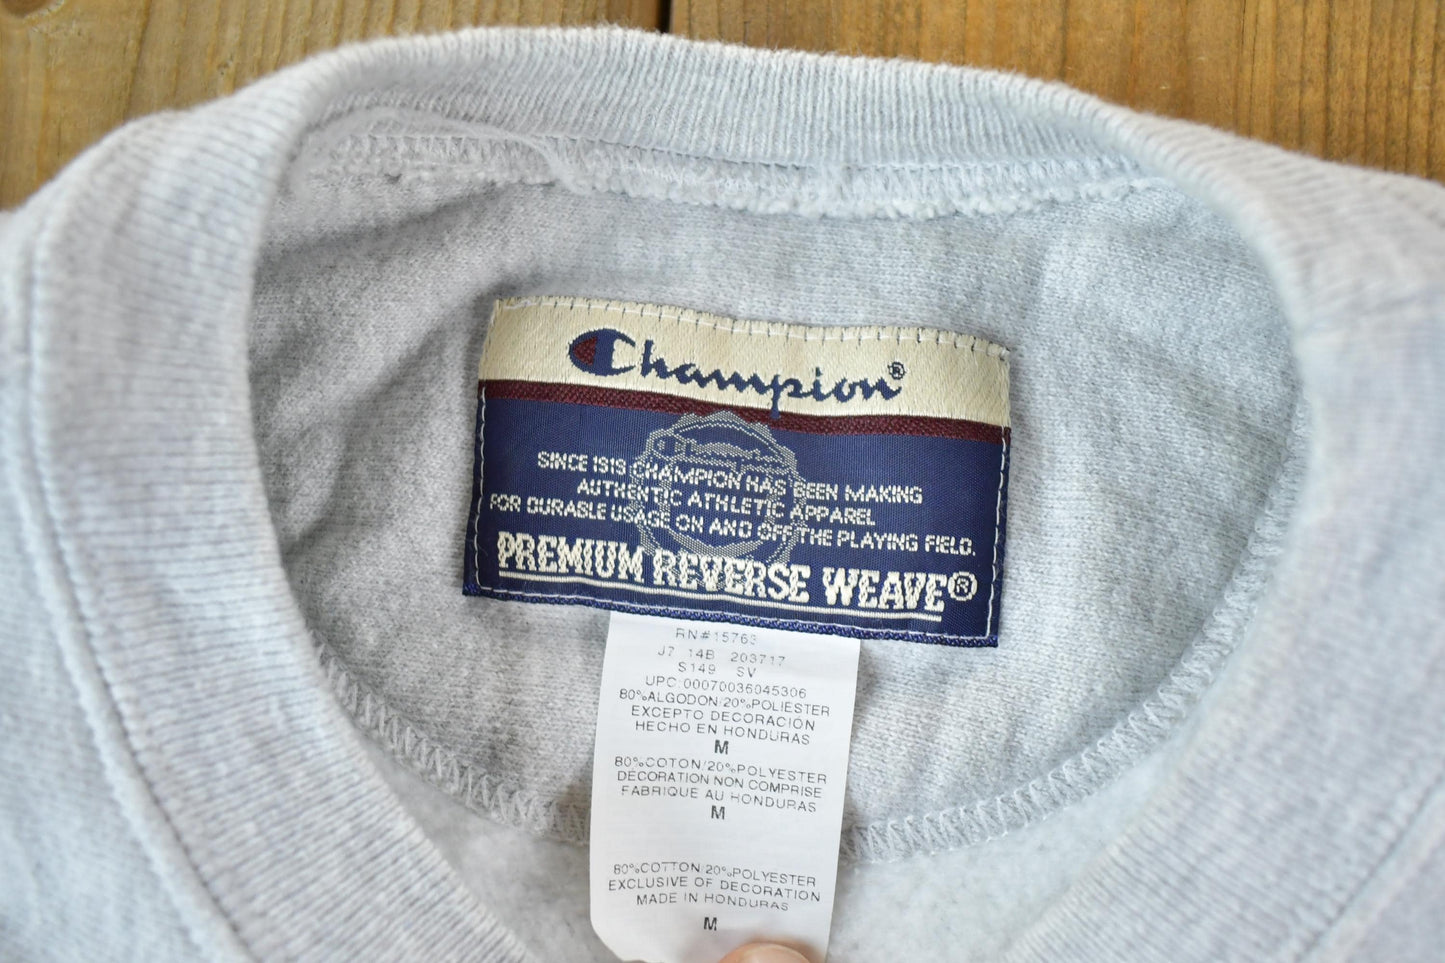 Champion®
SINCE 1919 CHAMPION HAS BEEN MAKING
AUTHENTIC ATHLETIC APPAREL
FOR DURABLE USAGE ON AND OFF THE PLAYING FIELD.
PREMIUM REVERSE WEAVE®
RN#15763
J7 14B 203717
S149 SV
UPC:00070036045306
80%ALGODON/20%POLIESTER
EXCEPTO DECORACIÓN
HECHO EN HONDURAS
M
80%COTON/20%POLYESTER
DÉCORATION NON COMPRISE
FABRIQUE AU HONDURAS
M
80%COTTON/20%POLYESTER
EXCLUSIVE OF DECORATION
MADE IN HONDURAS
M